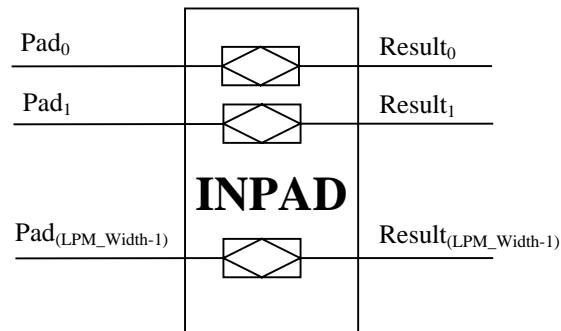 Pad₀ Result₀
Pad₁ Result₁
INPAD
Pad(LPM_Width-1) Result(LPM_Width-1)